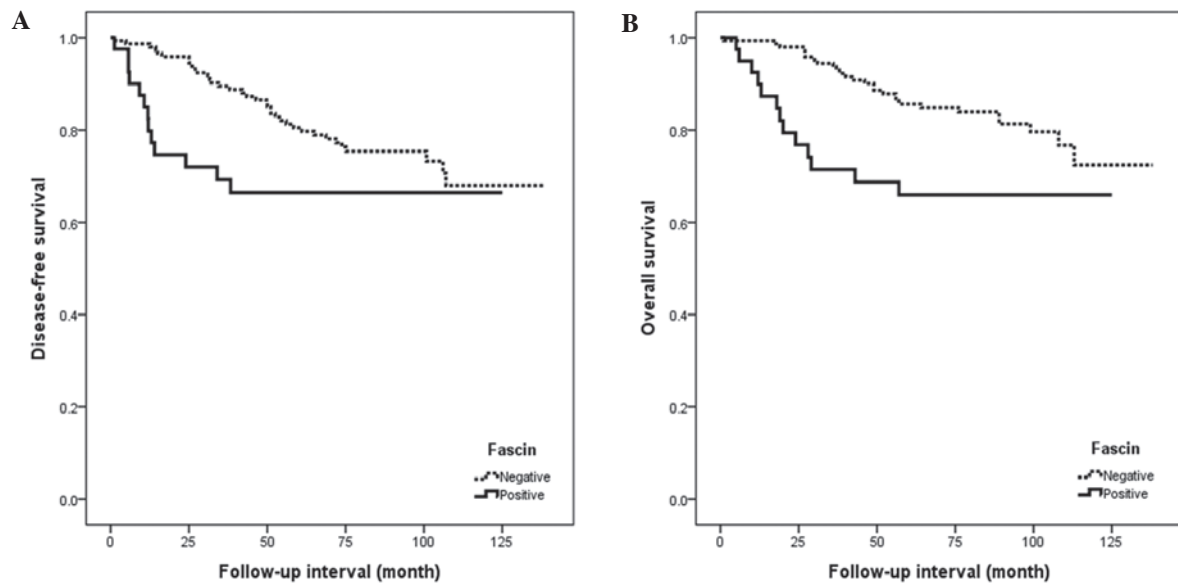 A
1.0
0.8
0.6
0.4
0.2
0.0
Disease-free survival
Fascin
Negative
Positive
0 25 50 75 100 125
Follow-up interval (month)
B
1.0
0.8
0.6
0.4
0.2
0.0
Overall survival
Fascin
Negative
Positive
0 25 50 75 100 125
Follow-up interval (month)